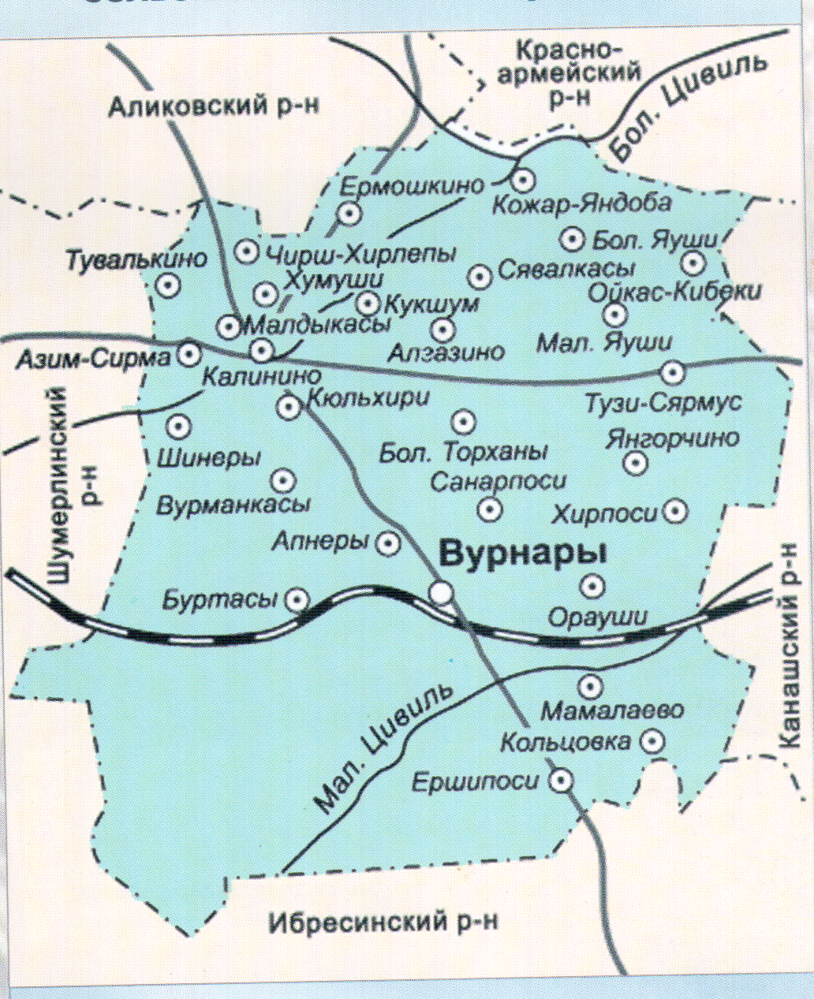 Красно-
армейский
р-н
Бол. Цивиль
Аликовский р-н
Ермошкино
Кожар-Яндоба
Бол. Яуши
Тувалькино
Чирш-Хирлепы
Сявалкасы
Хумуши
Ойкас-Кибеки
Кукшум
Малдыкасы
Мал. Яуши
Алгазино
Азим-Сирма
Калинино
Кюльхири
Тузи-Сярмус
Шумерлинский
р-н
Янгорчино
Шинеры
Бол. Торханы
Санарпоси
Вурманкасы
Хирпоси
Апнеры
Вурнары
Канашский р-н
Буртасы
Орауши
Мал. Цивиль
Мамалаево
Кольцовка
Ершипоси
Ибресинский р-н